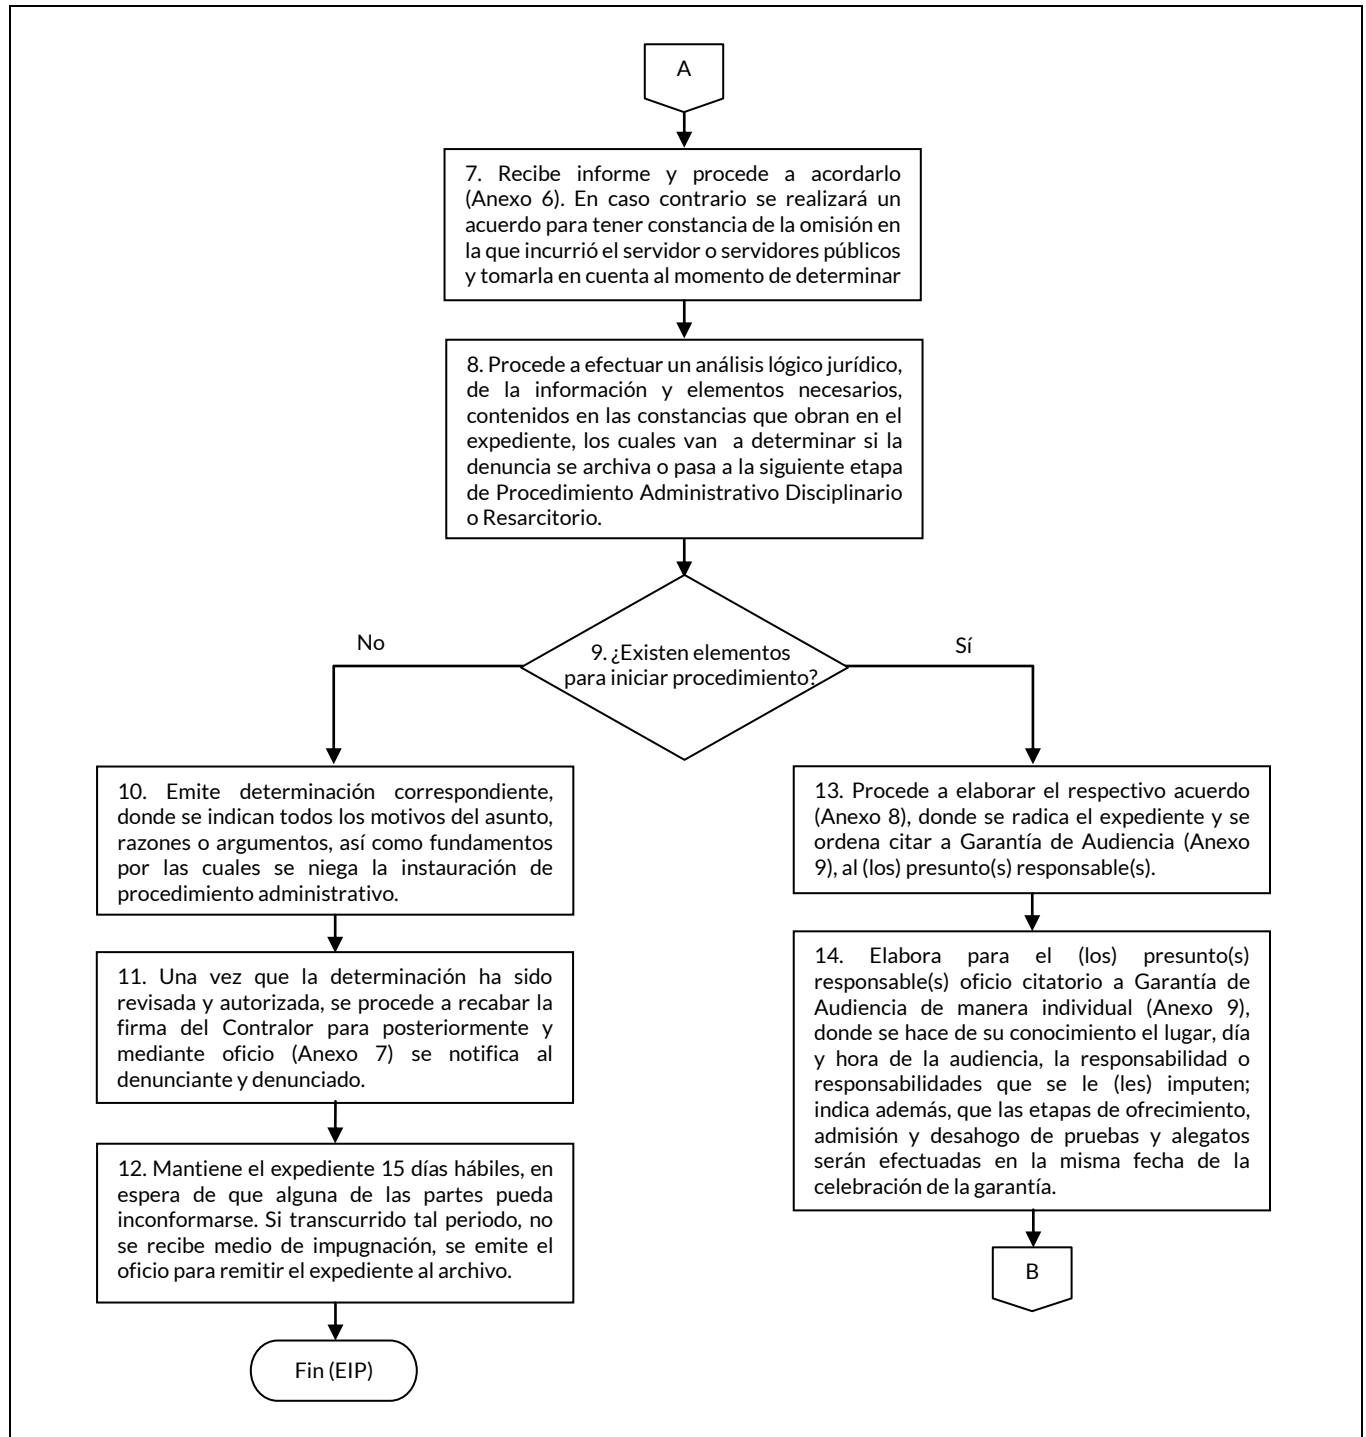 A
7. Recibe informe y procede a acordarlo
(Anexo 6). En caso contrario se realizará un
acuerdo para tener constancia de la omisión en
la que incurrió el servidor o servidores públicos
y tomarla en cuenta al momento de determinar
8. Procede a efectuar un análisis lógico jurídico,
de la información y elementos necesarios,
contenidos en las constancias que obran en el
expediente, los cuales van a determinar si la
denuncia se archiva o pasa a la siguiente etapa
de Procedimiento Administrativo Disciplinario
o Resarcitorio.
9. ¿Existen elementos
para iniciar procedimiento?
No
10. Emite determinación correspondiente,
donde se indican todos los motivos del asunto,
razones o argumentos, así como fundamentos
por las cuales se niega la instauración de
procedimiento administrativo.
11. Una vez que la determinación ha sido
revisada y autorizada, se procede a recabar la
firma del Contralor para posteriormente y
mediante oficio (Anexo 7) se notifica al
denunciante y denunciado.
12. Mantiene el expediente 15 días hábiles, en
espera de que alguna de las partes pueda
inconformarse. Si transcurrido tal periodo, no
se recibe medio de impugnación, se emite el
oficio para remitir el expediente al archivo.
Fin (EIP)
Sí
13. Procede a elaborar el respectivo acuerdo
(Anexo 8), donde se radica el expediente y se
ordena citar a Garantía de Audiencia (Anexo
9), al (los) presunto(s) responsable(s).
14. Elabora para el (los) presunto(s)
responsable(s) oficio citatorio a Garantía de
Audiencia de manera individual (Anexo 9),
donde se hace de su conocimiento el lugar, día
y hora de la audiencia, la responsabilidad o
responsabilidades que se le (les) imputen;
indica además, que las etapas de ofrecimiento,
admisión y desahogo de pruebas y alegatos
serán efectuadas en la misma fecha de la
celebración de la garantía.
B